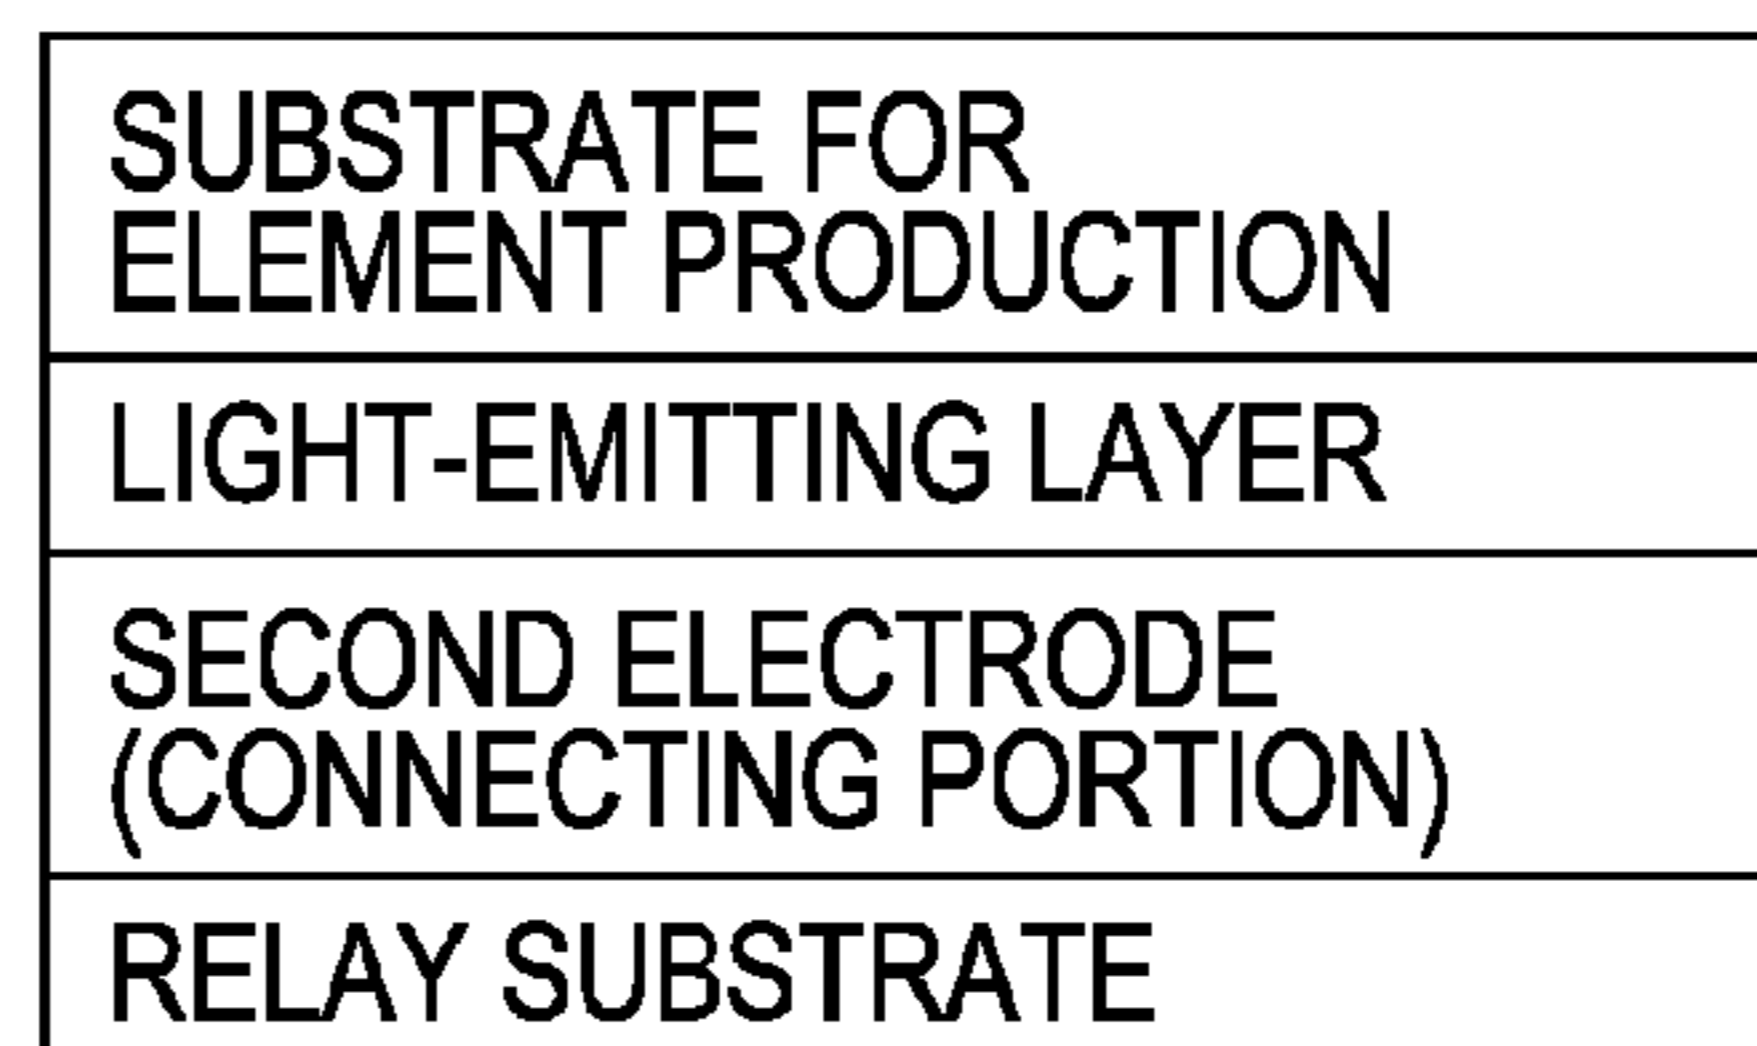 SUBSTRATE FOR
ELEMENT PRODUCTION
LIGHT-EMITTING LAYER
SECOND ELECTRODE
(CONNECTING PORTION)
RELAY SUBSTRATE